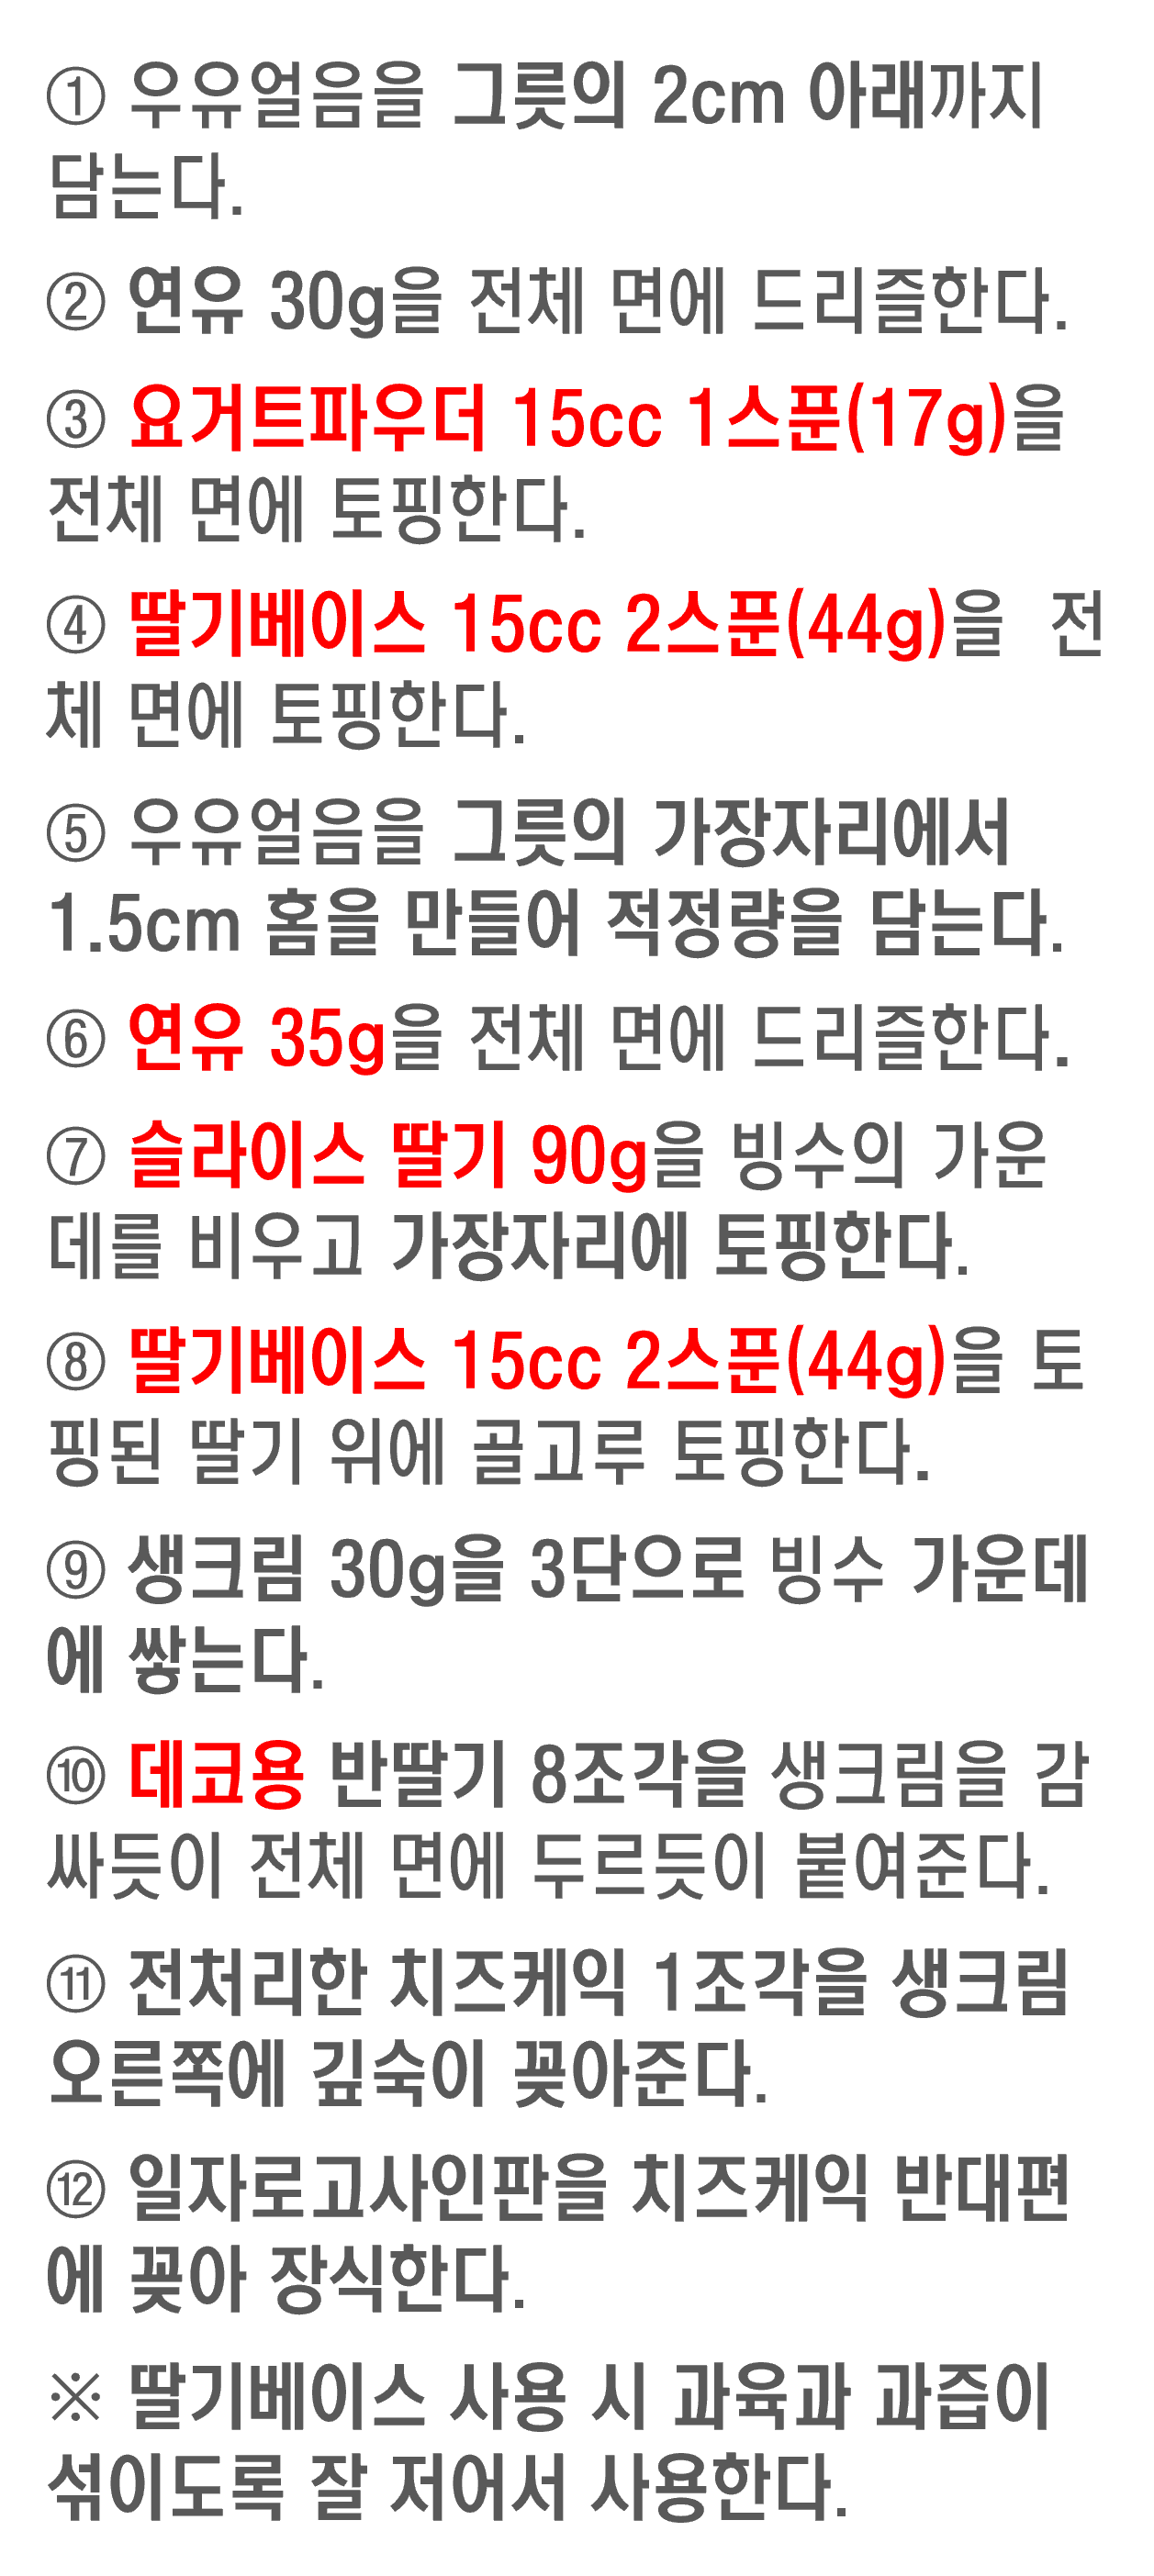 ① 우유얼음을 그릇의 2cm 아래까지
담는다.
② 연유 30g을 전체 면에 드리즐한다.
③ 요거트파우더 15cc 1스푼(17g)을
전체 면에 토핑한다.
④ 딸기베이스 15cc 2스푼(44g)을  전
체 면에 토핑한다.
⑤ 우유얼음을 그릇의 가장자리에서
1.5cm 홈을 만들어 적정량을 담는다.
⑥ 연유 35g을 전체 면에 드리즐한다.
⑦ 슬라이스 딸기 90g을 빙수의 가운
데를 비우고 가장자리에 토핑한다.
⑧ 딸기베이스 15cc 2스푼(44g)을 토
핑된 딸기 위에 골고루 토핑한다.
⑨ 생크림 30g을 3단으로 빙수 가운데
에 쌓는다.
⑩ 데코용 반딸기 8조각을 생크림을 감
싸듯이 전체 면에 두르듯이 붙여준다.
⑪ 전처리한 치즈케익 1조각을 생크림
오른쪽에 깊숙이 꽂아준다.
⑫ 일자로고사인판을 치즈케익 반대편
에 꽂아 장식한다.
※ 딸기베이스 사용 시 과육과 과즙이
섞이도록 잘 저어서 사용한다.